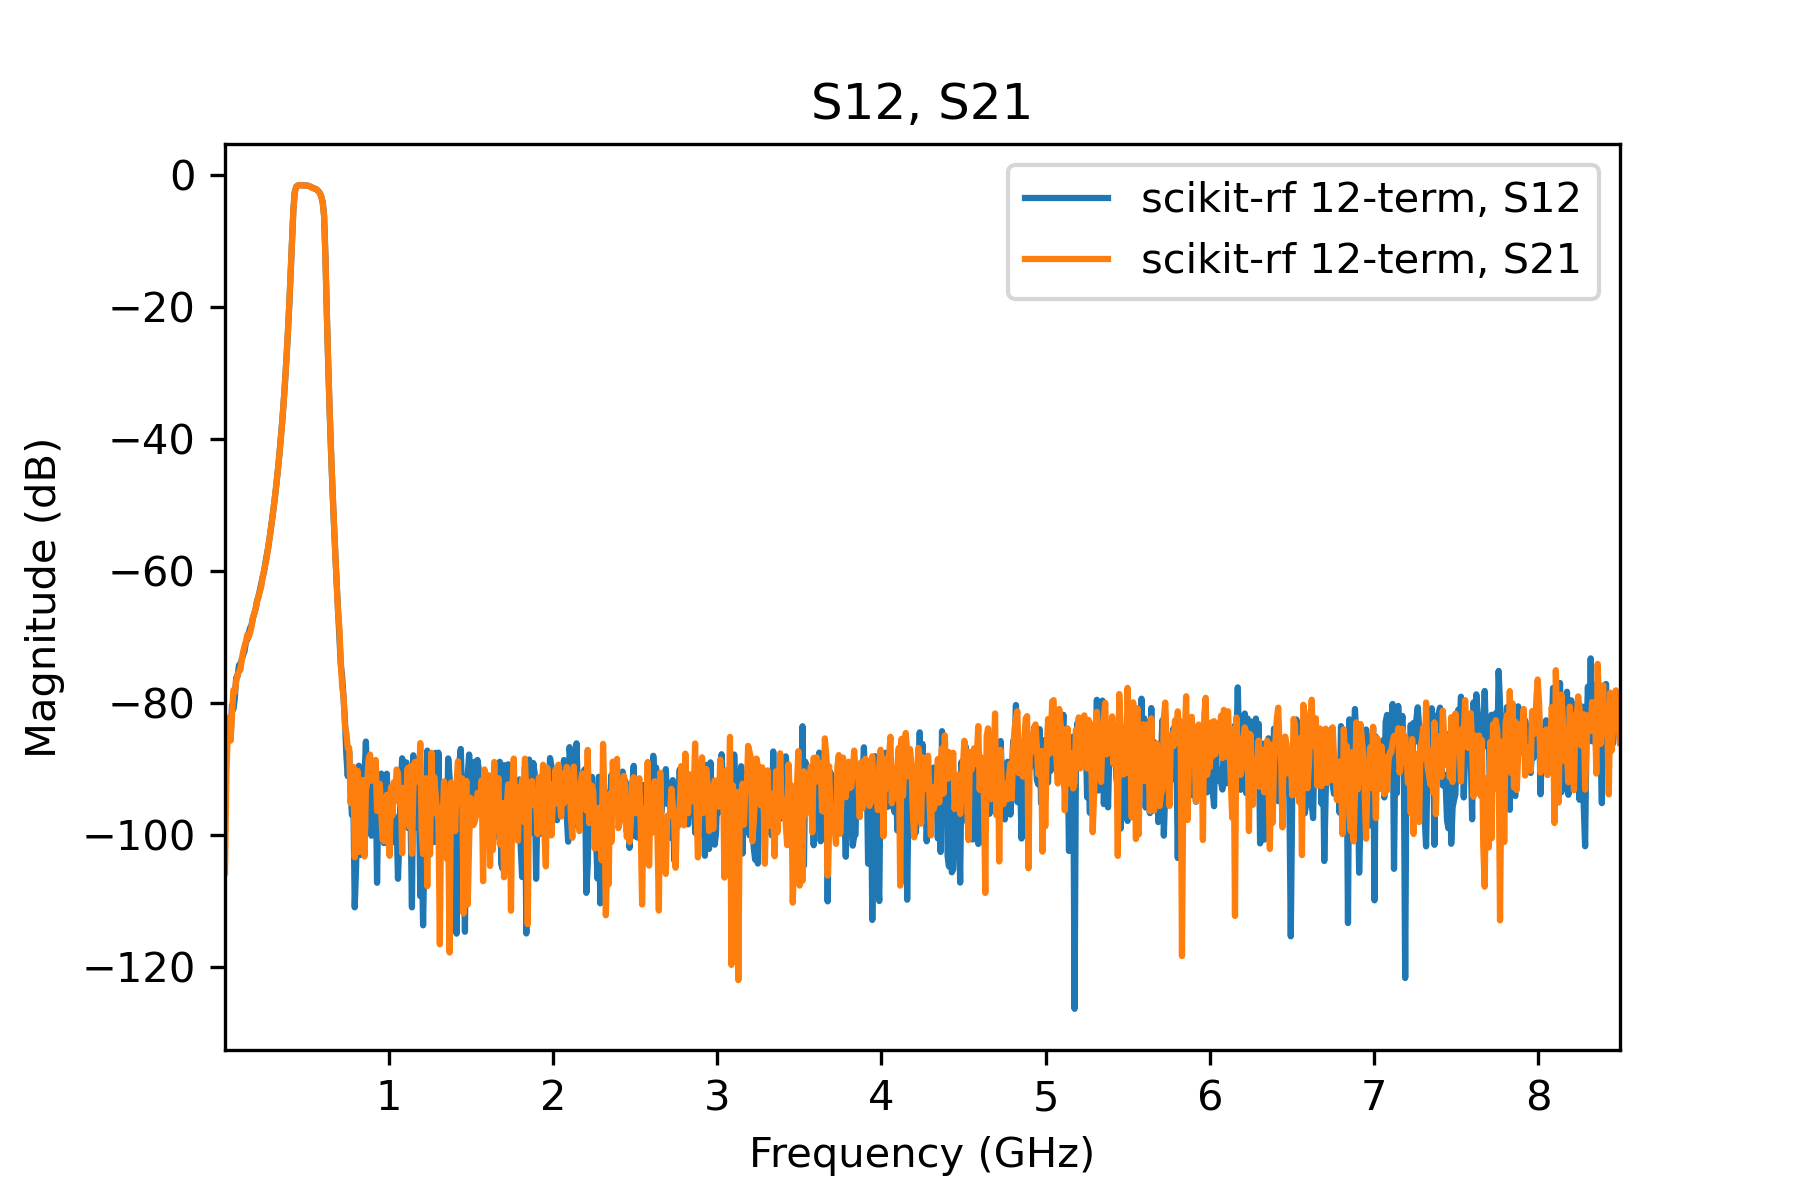 S12, S21
scikit-rf 12-term, S12
scikit-rf 12-term, S21
Magnitude (dB)
0
−20
−40
−60
−80
−100
−120
1 2 3 4 5 6 7 8
Frequency (GHz)